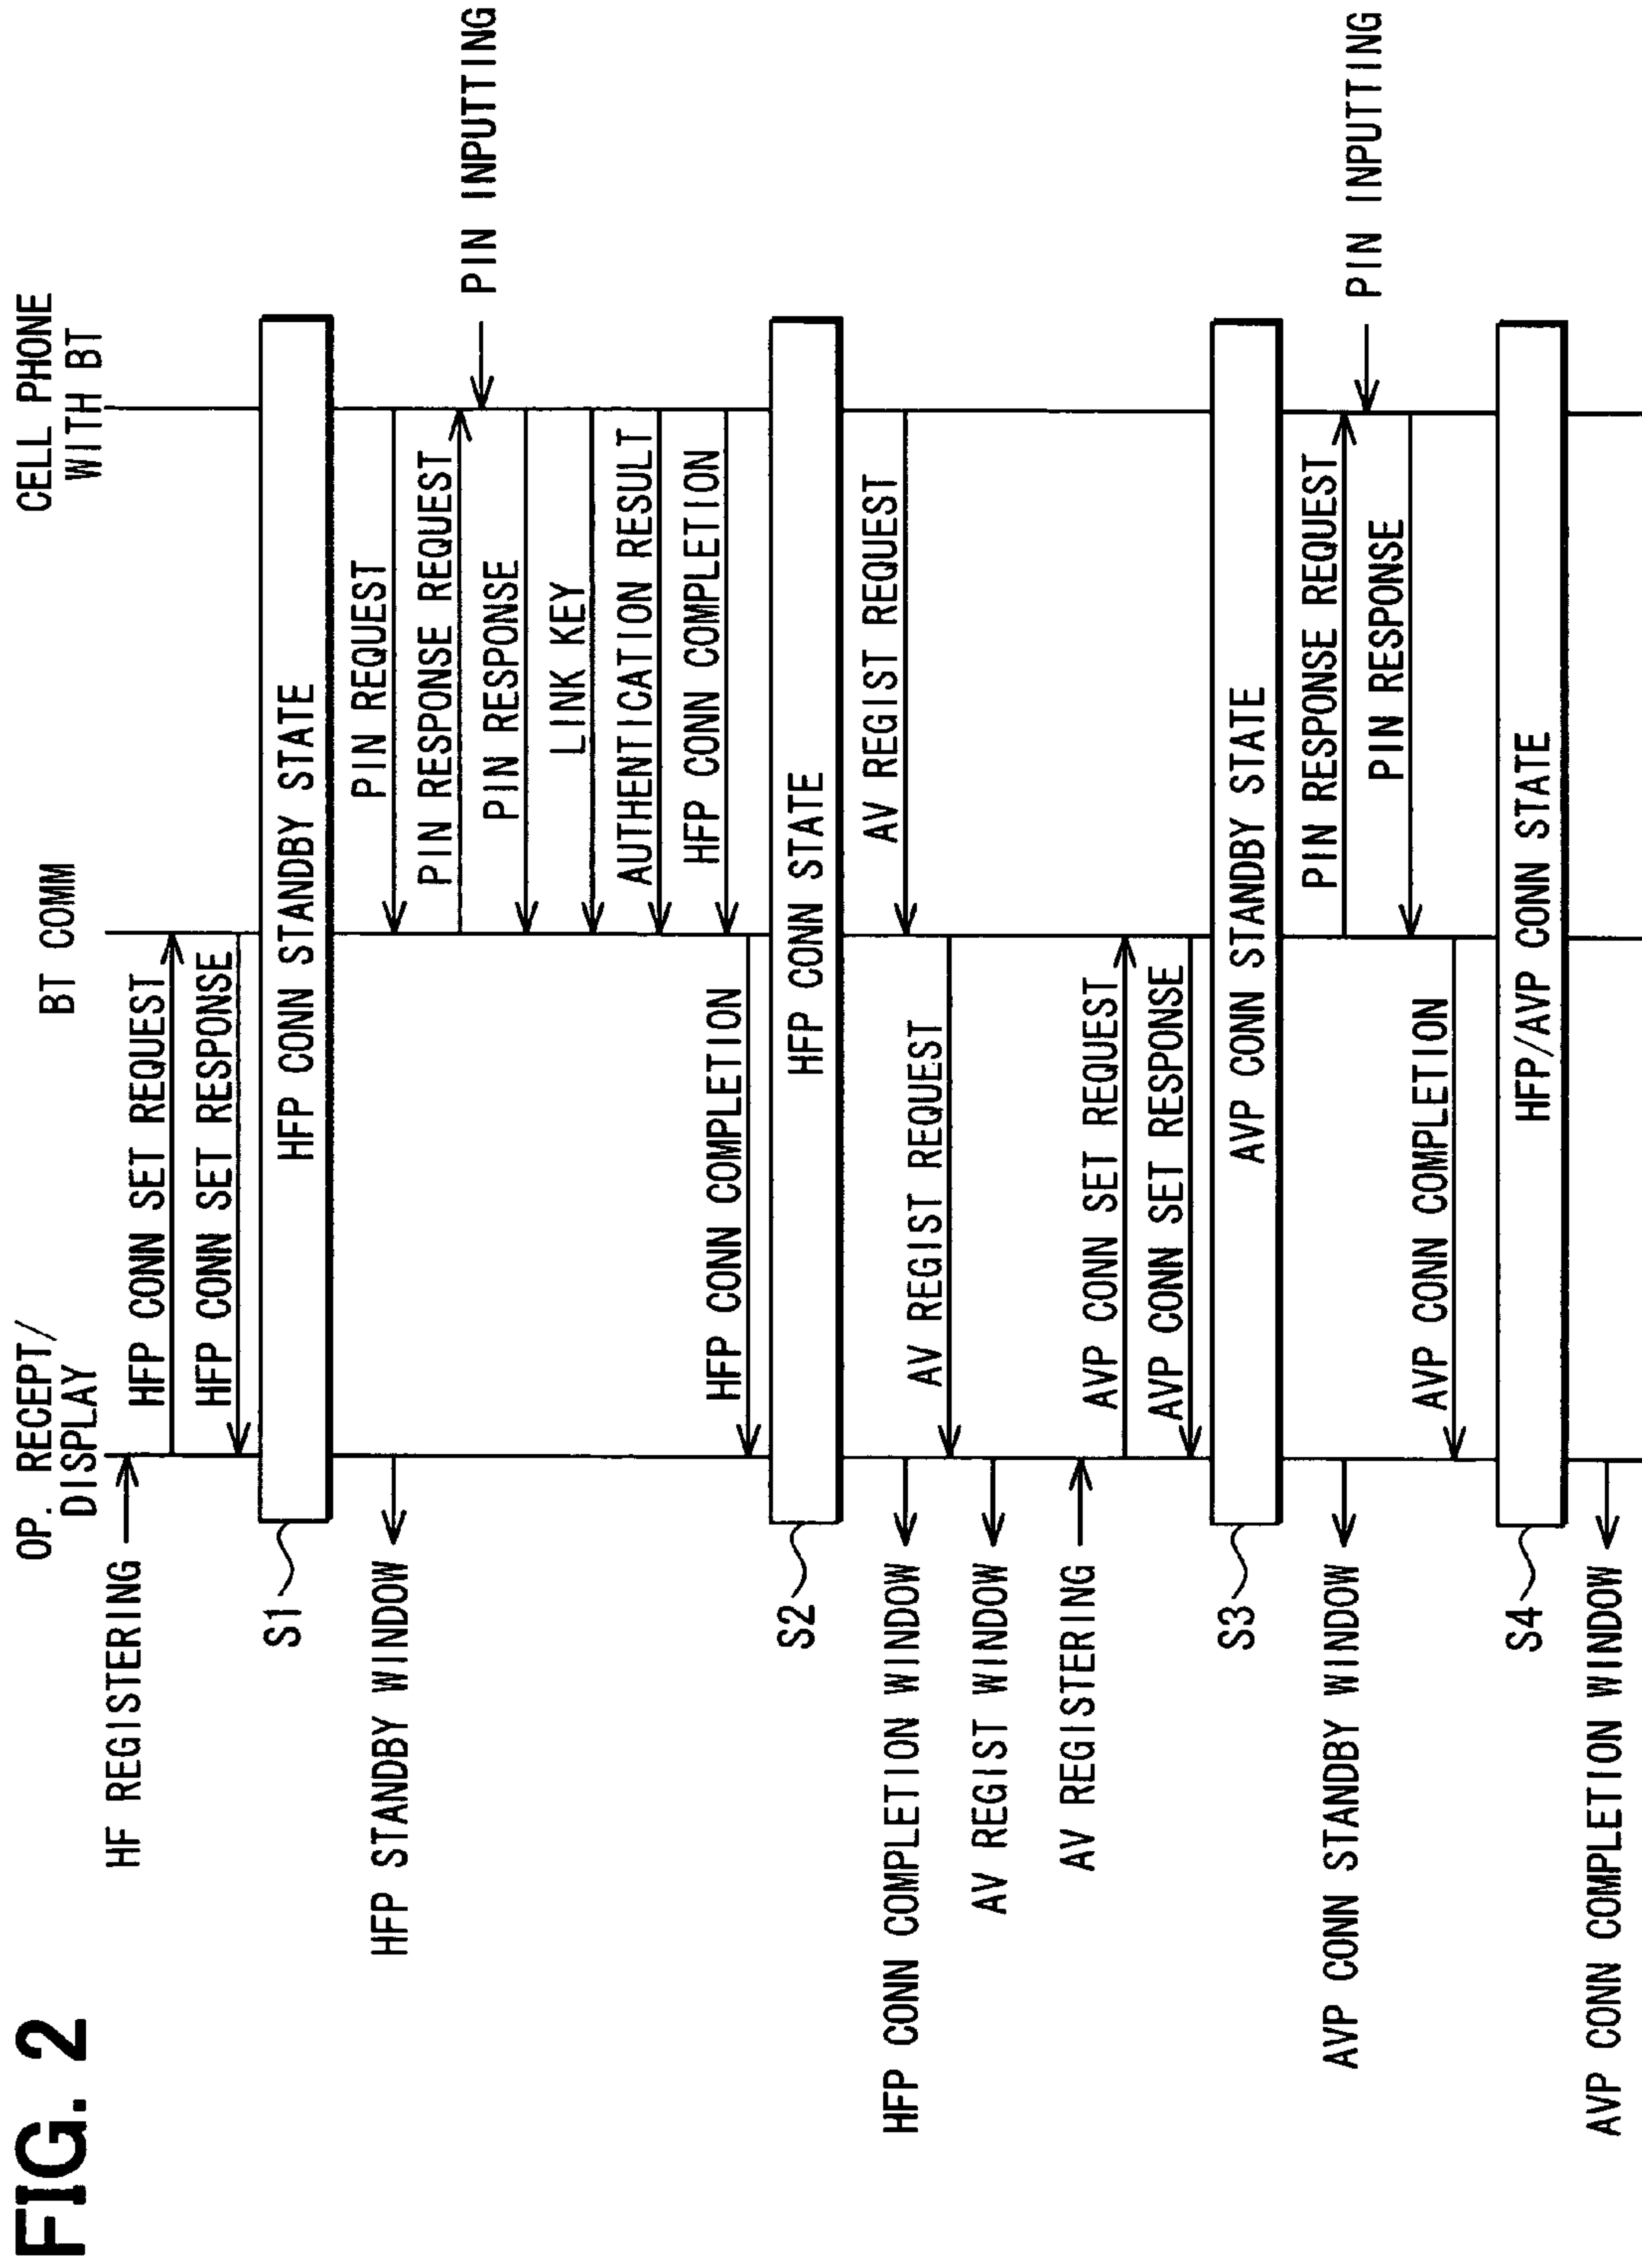 FIG. 2
OP. RECEPT/
DISPLAY
BT COMM
CELL PHONE
WITH BT
HF REGISTERING
HFP CONN SET REQUEST
HFP CONN SET RESPONSE
S1
HFP CONN STANDBY STATE
HFP STANDBY WINDOW
PIN REQUEST
PIN RESPONSE REQUEST
PIN INPUTTING
PIN RESPONSE
LINK KEY
AUTHENTICATION RESULT
HFP CONN COMPLETION
HFP CONN COMPLETION
S2
HFP CONN STATE
HFP CONN COMPLETION WINDOW
AV REGIST REQUEST
AV REGIST REQUEST
AV REGIST WINDOW
AV REGISTERING
AVP CONN SET REQUEST
AVP CONN SET RESPONSE
S3
AVP CONN STANDBY STATE
AVP CONN STANDBY WINDOW
PIN RESPONSE REQUEST
PIN INPUTTING
PIN RESPONSE
AVP CONN COMPLETION
S4
HFP/AVP CONN STATE
AVP CONN COMPLETION WINDOW